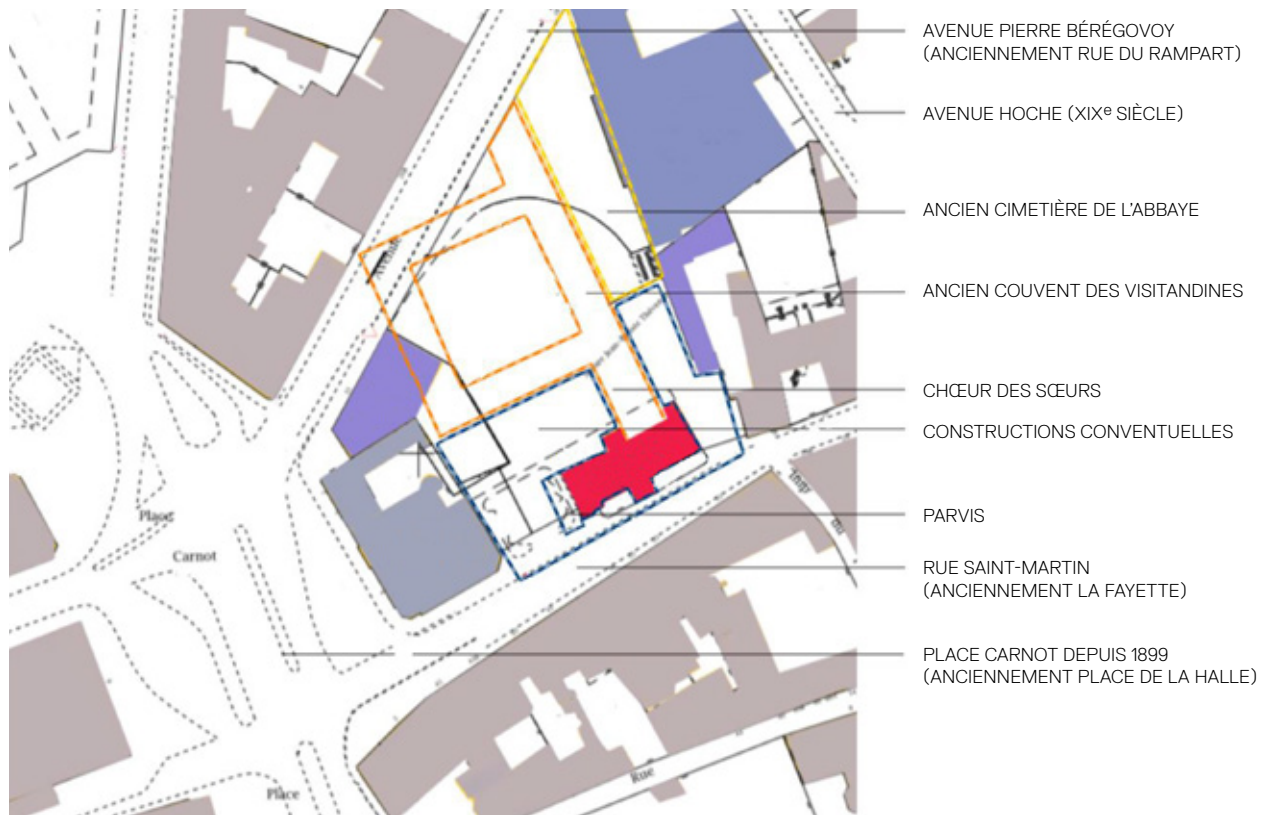 AVENUE PIERRE BÉRÉGOVOY
(ANCIENNEMENT RUE DU RAMPART)
AVENUE HOCHE (XIXe SIÈCLE)
ANCIEN CIMETIÈRE DE L'ABBAYE
ANCIEN COUVENT DES VISITANDINES
CHŒUR DES SŒURS
CONSTRUCTIONS CONVENTUELLES
PARVIS
RUE SAINT-MARTIN
(ANCIENNEMENT LA FAYETTE)
PLACE CARNOT DEPUIS 1899
(ANCIENNEMENT PLACE DE LA HALLE)
Place
Carnot
Place
Rue